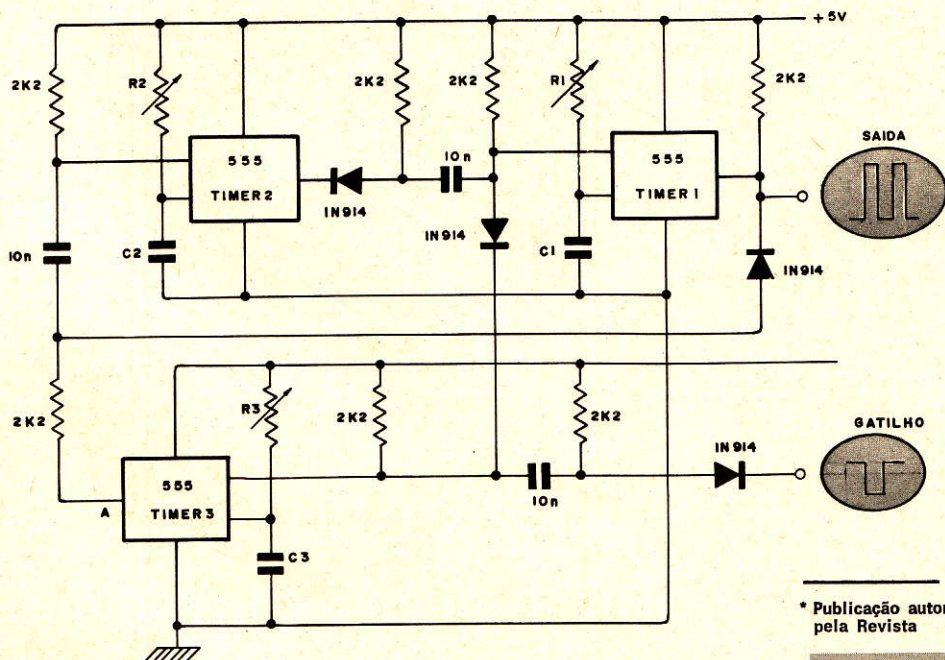 +5V
2K2
R2
2K2
2K2
R1
2K2
555
TIMER 2
10n
555
TIMER 1
SAIDA
1N914
1N914
10n
C2
C1
1N914
2K2
R3
2K2
2K2
GATILHO
1N914
A
555
TIMER 3
10n
C3
* Publicação autor
pela Revista